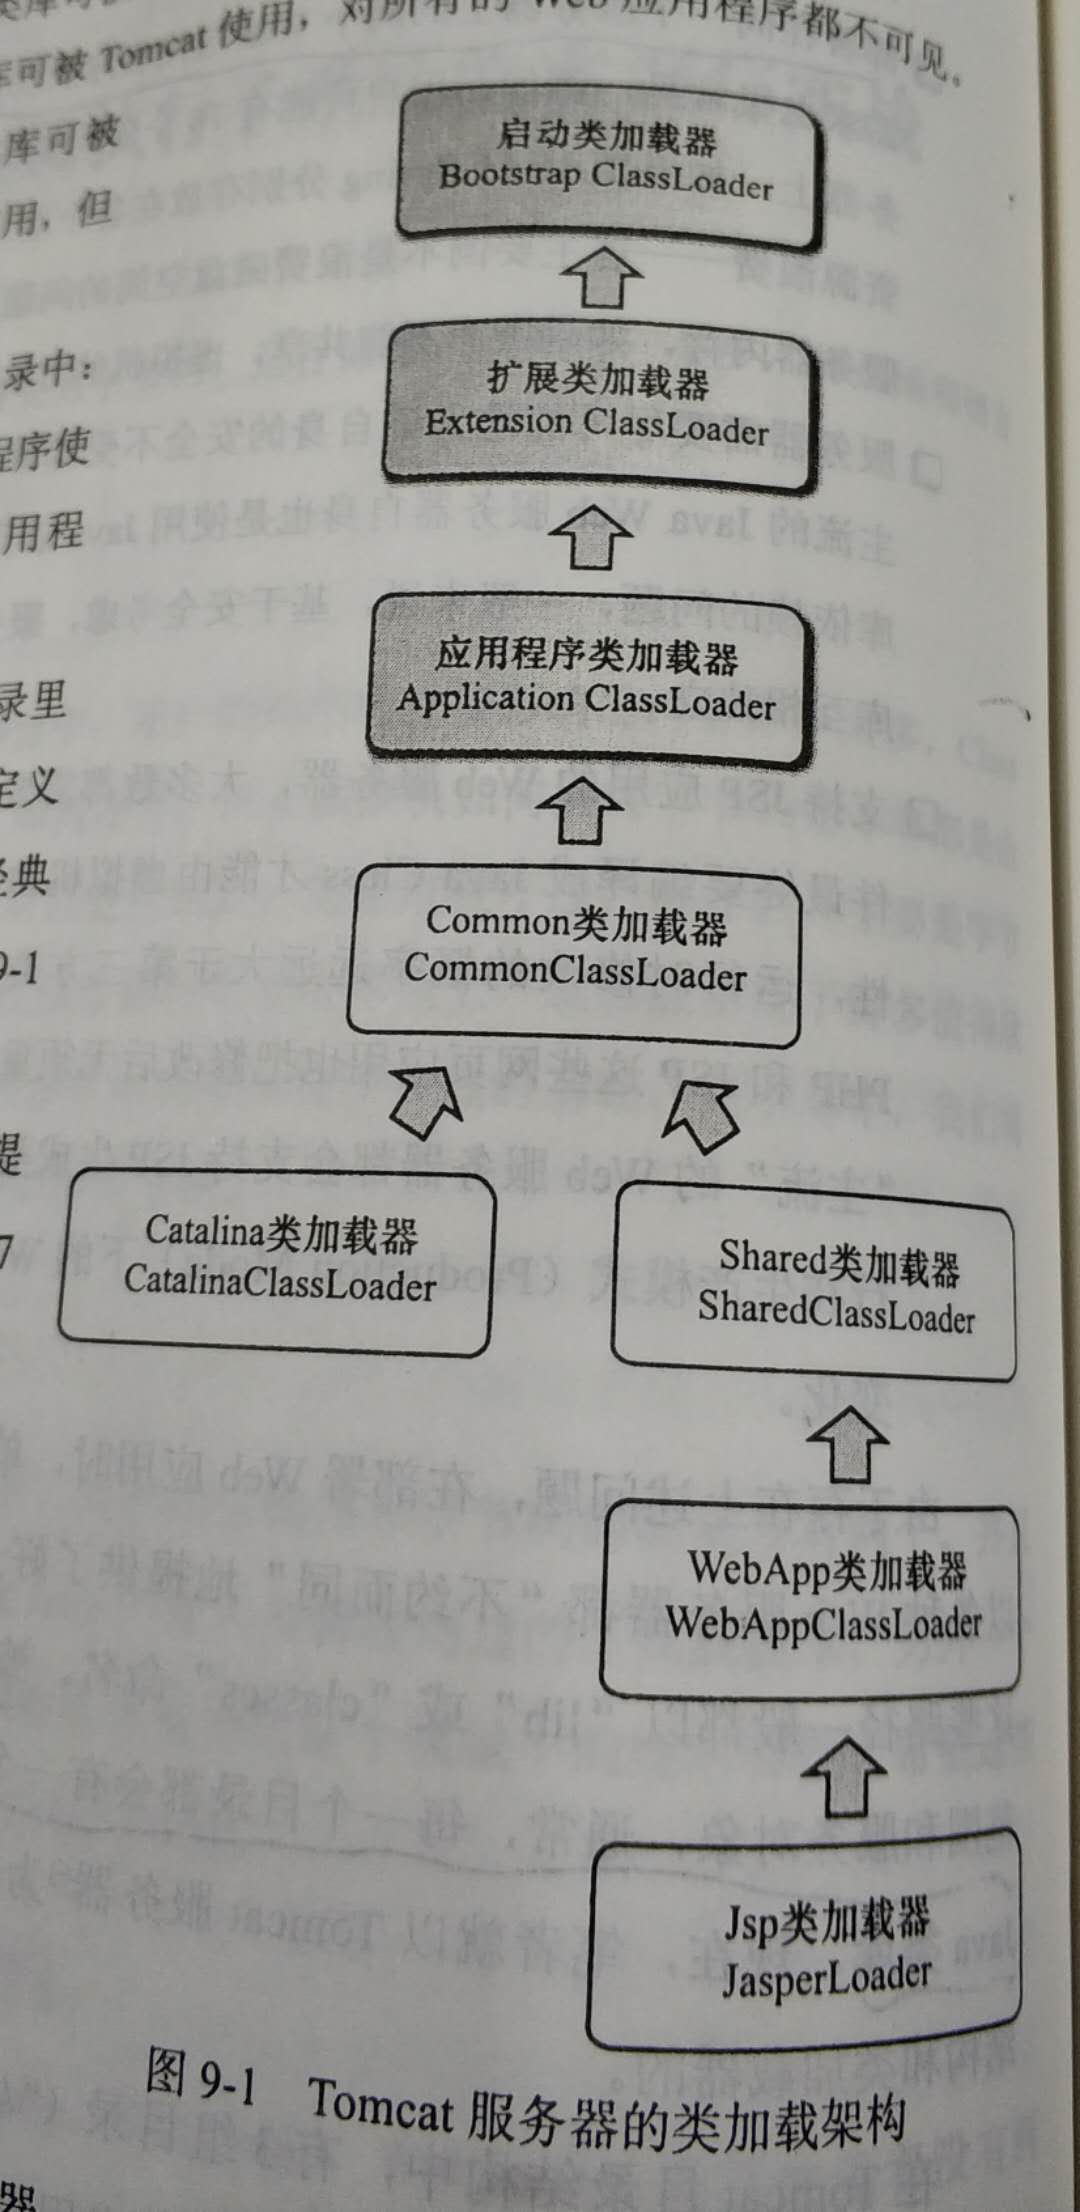 库可被 Tomcat 使用，对所有的 Web 应用程序都不可见。
库可被
用，但
录中：
程序使
用程
录里
定义
经典
9-1
提
7
启动类加载器
Bootstrap ClassLoader
扩展类加载器
Extension ClassLoader
应用程序类加载器
Application ClassLoader
Common类加载器
CommonClassLoader
Catalina类加载器
CatalinaClassLoader
Shared类加载器
SharedClassLoader
WebApp类加载器
WebAppClassLoader
Jsp类加载器
JasperLoader
图 9-1 Tomcat 服务器的类加载架构
器